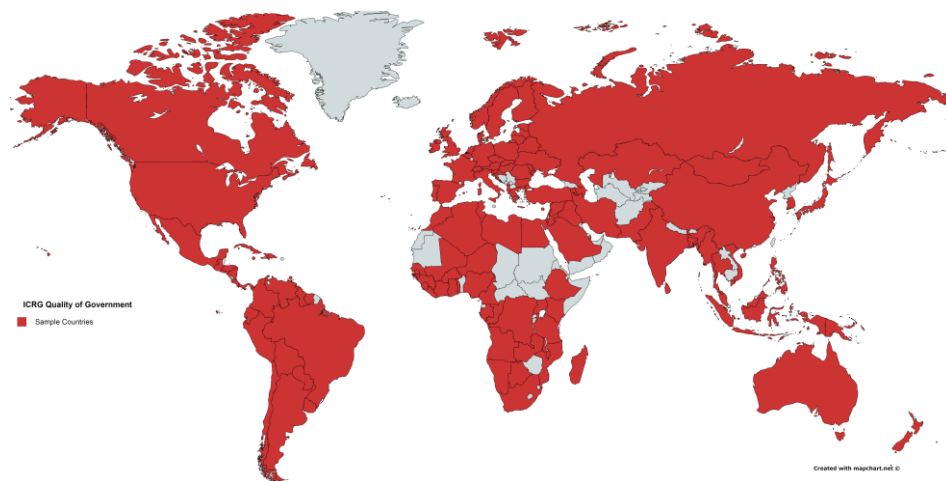 ICRG Quality of Government
Sample Countries
Created with mapchart.net ©